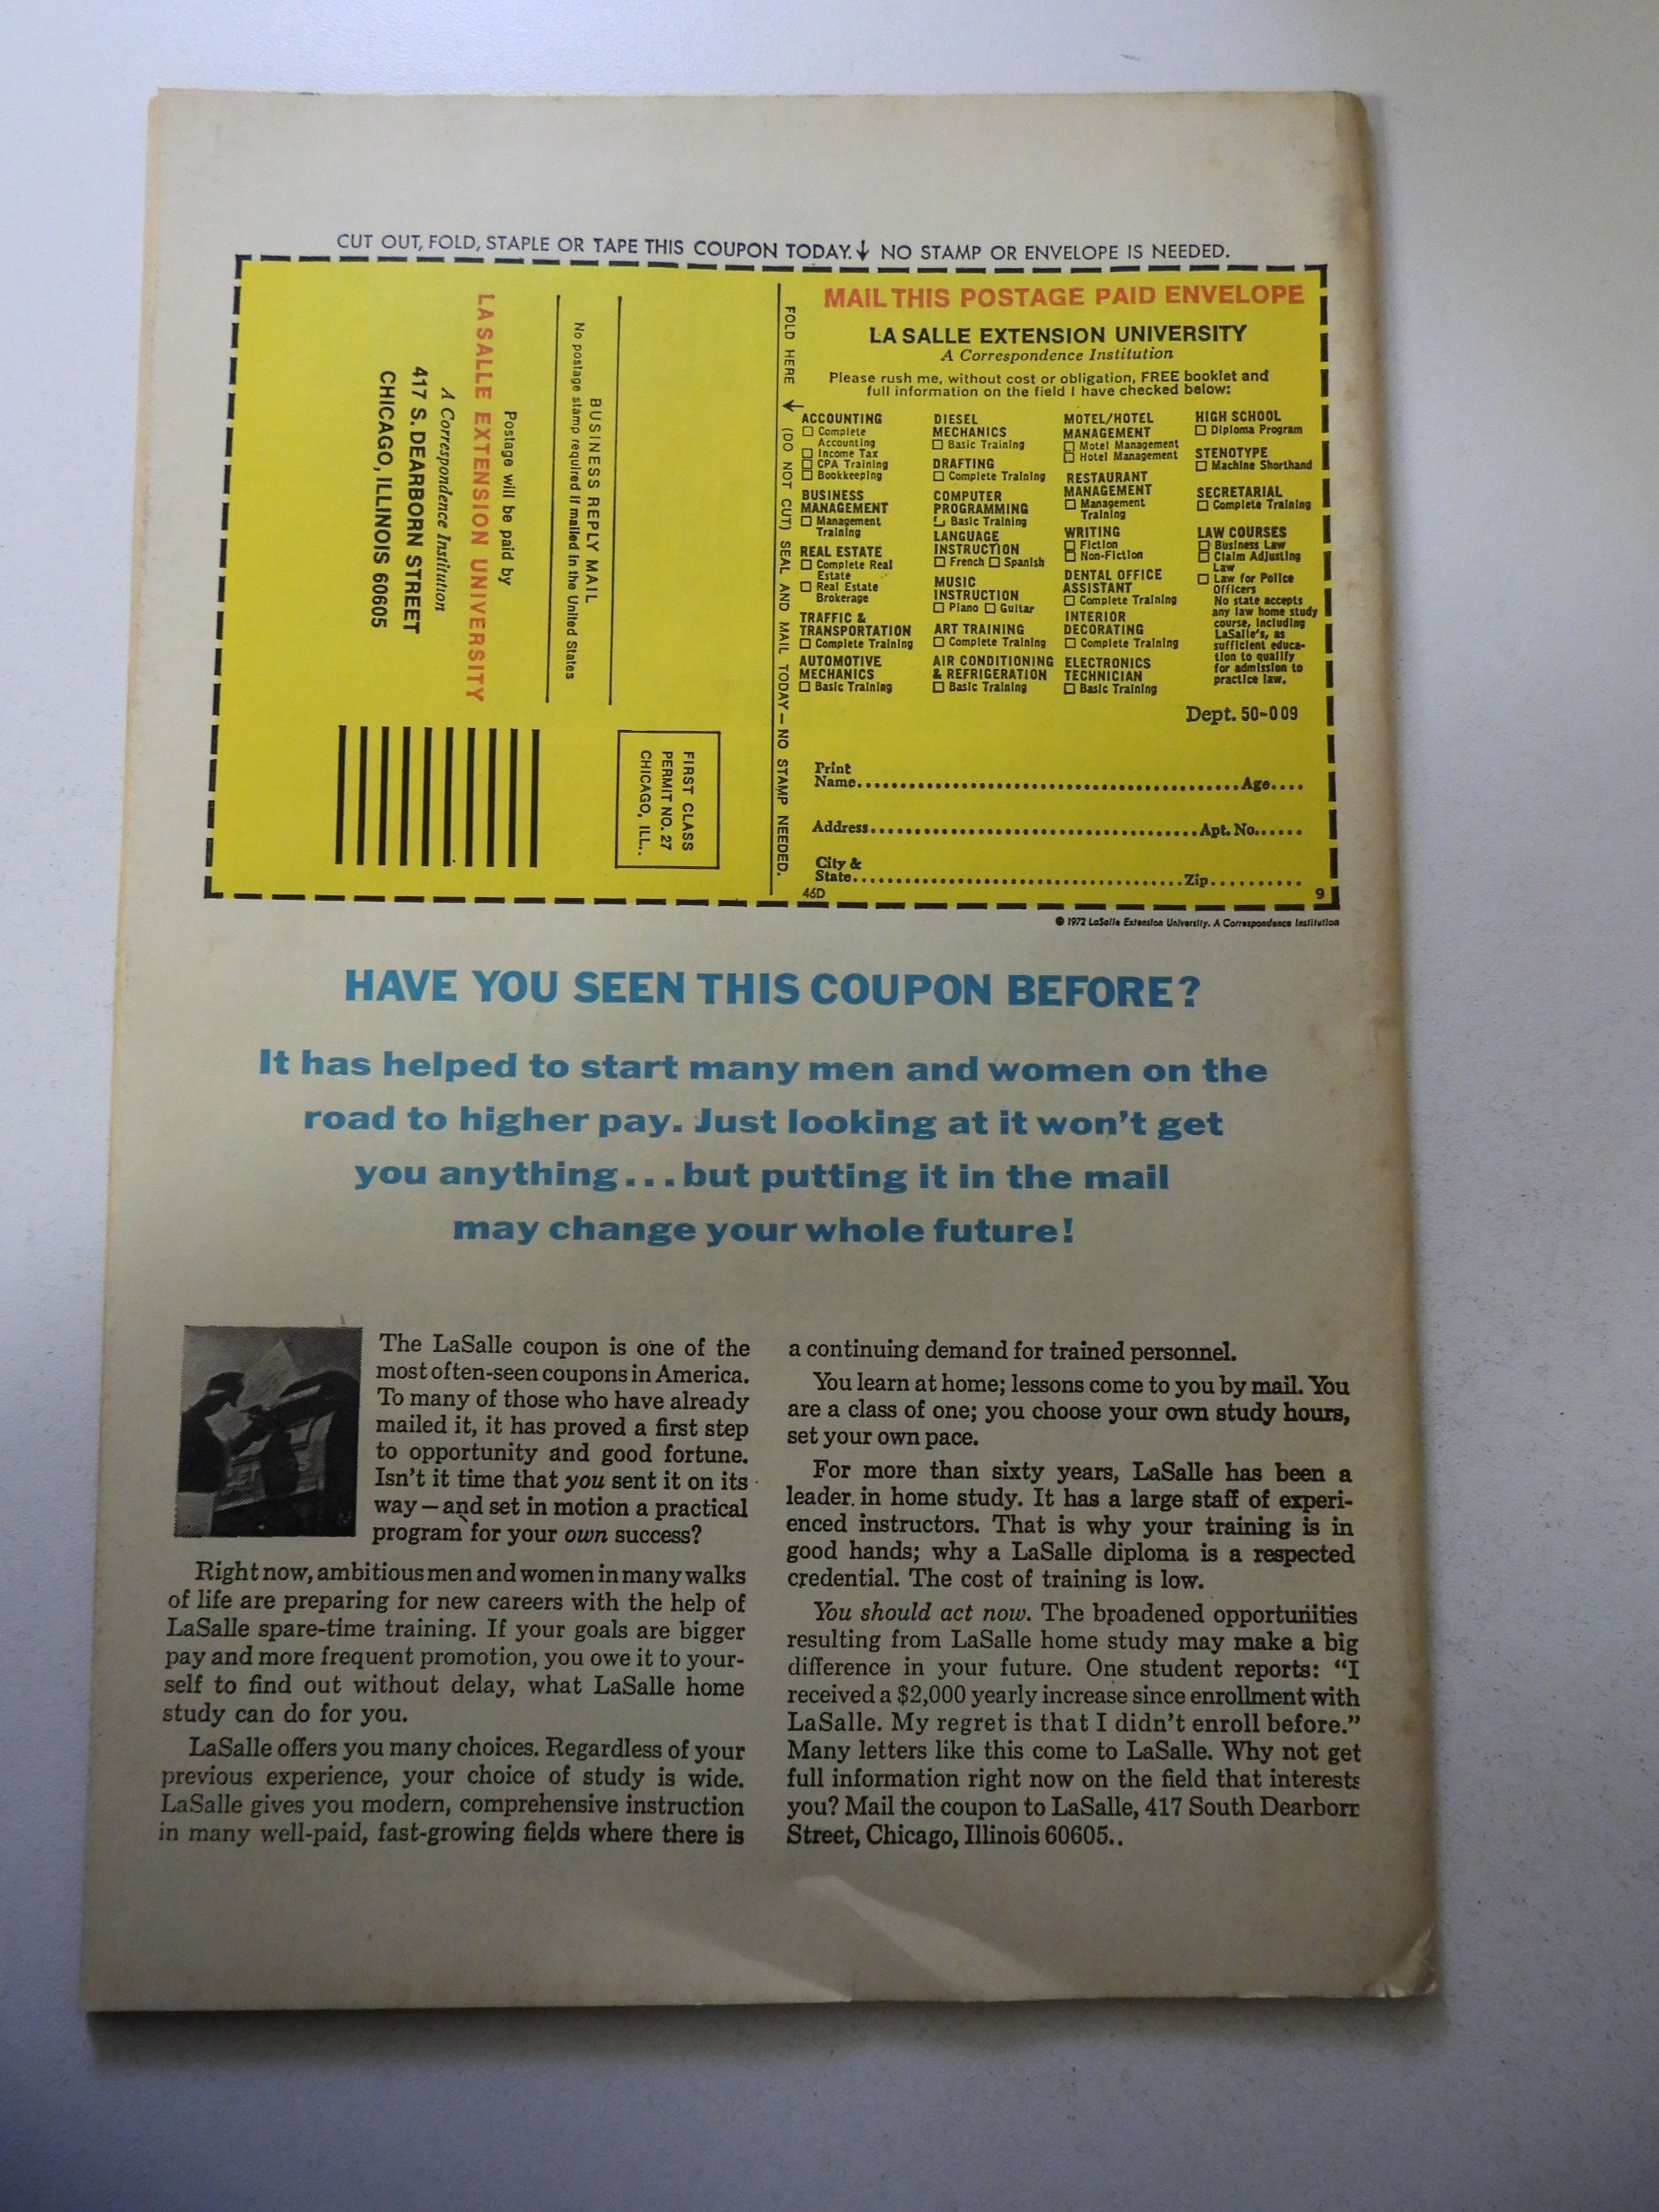 CUT OUT, FOLD, STAPLE OR TAPE THIS COUPON TODAY. ↓ NO STAMP OR ENVELOPE IS NEEDED.
LA SALLE EXTENSION UNIVERSITY
A Correspondence Institution
417 S. DEARBORN STREET
CHICAGO, ILLINOIS 60605
Postage will be paid by
No postage stamp required if mailed in the United States
BUSINESS REPLY MAIL
FIRST CLASS
PERMIT NO. 27
CHICAGO, ILL..
FOLD HERE ↓ (DO NOT CUT) SEAL AND MAIL TODAY—NO STAMP NEEDED.
MAIL THIS POSTAGE PAID ENVELOPE
LA SALLE EXTENSION UNIVERSITY
A Correspondence Institution
Please rush me, without cost or obligation, FREE booklet and
full information on the field I have checked below:
ACCOUNTING
☐ Complete
Accounting
☐ Income Tax
☐ CPA Training
☐ Bookkeeping
BUSINESS
MANAGEMENT
☐ Management
Training
REAL ESTATE
☐ Complete Real
Estate
☐ Real Estate
Brokerage
TRAFFIC &
TRANSPORTATION
☐ Complete Training
AUTOMOTIVE
MECHANICS
☐ Basic Training
DIESEL
MECHANICS
☐ Basic Training
DRAFTING
☐ Complete Training
COMPUTER
PROGRAMMING
☐ Basic Training
LANGUAGE
INSTRUCTION
☐ French ☐ Spanish
MUSIC
INSTRUCTION
☐ Piano ☐ Guitar
ART TRAINING
☐ Complete Training
AIR CONDITIONING
& REFRIGERATION
☐ Basic Training
MOTEL/HOTEL
MANAGEMENT
☐ Motel Management
☐ Hotel Management
RESTAURANT
MANAGEMENT
☐ Management
Training
WRITING
☐ Fiction
☐ Non-Fiction
DENTAL OFFICE
ASSISTANT
☐ Complete Training
INTERIOR
DECORATING
☐ Complete Training
ELECTRONICS
TECHNICIAN
☐ Basic Training
HIGH SCHOOL
☐ Diploma Program
STENOTYPE
☐ Machine Shorthand
SECRETARIAL
☐ Complete Training
LAW COURSES
☐ Business Law
☐ Claim Adjusting
Law
☐ Law for Police
Officers
No state accepts
any law home study
course, including
LaSalle's, as
sufficient educa-
tion to qualify
for admission to
practice law.
Dept. 50-009
Print
Name.......... Age....
Address.......... Apt. No......
City &
State.......... Zip..........
46D 9
© 1972 LaSalle Extension University. A Correspondence Institution
HAVE YOU SEEN THIS COUPON BEFORE?
It has helped to start many men and women on the
road to higher pay. Just looking at it won't get
you anything...but putting it in the mail
may change your whole future!
The LaSalle coupon is one of the
most often-seen coupons in America.
To many of those who have already
mailed it, it has proved a first step
to opportunity and good fortune.
Isn't it time that you sent it on its
way—and set in motion a practical
program for your own success?
Right now, ambitious men and women in many walks
of life are preparing for new careers with the help of
LaSalle spare-time training. If your goals are bigger
pay and more frequent promotion, you owe it to your-
self to find out without delay, what LaSalle home
study can do for you.
LaSalle offers you many choices. Regardless of your
previous experience, your choice of study is wide.
LaSalle gives you modern, comprehensive instruction
in many well-paid, fast-growing fields where there is
a continuing demand for trained personnel.
You learn at home; lessons come to you by mail. You
are a class of one; you choose your own study hours,
set your own pace.
For more than sixty years, LaSalle has been a
leader in home study. It has a large staff of experi-
enced instructors. That is why your training is in
good hands; why a LaSalle diploma is a respected
credential. The cost of training is low.
You should act now. The broadened opportunities
resulting from LaSalle home study may make a big
difference in your future. One student reports: "I
received a $2,000 yearly increase since enrollment with
LaSalle. My regret is that I didn't enroll before."
Many letters like this come to LaSalle. Why not get
full information right now on the field that interests
you? Mail the coupon to LaSalle, 417 South Dearborn
Street, Chicago, Illinois 60605..